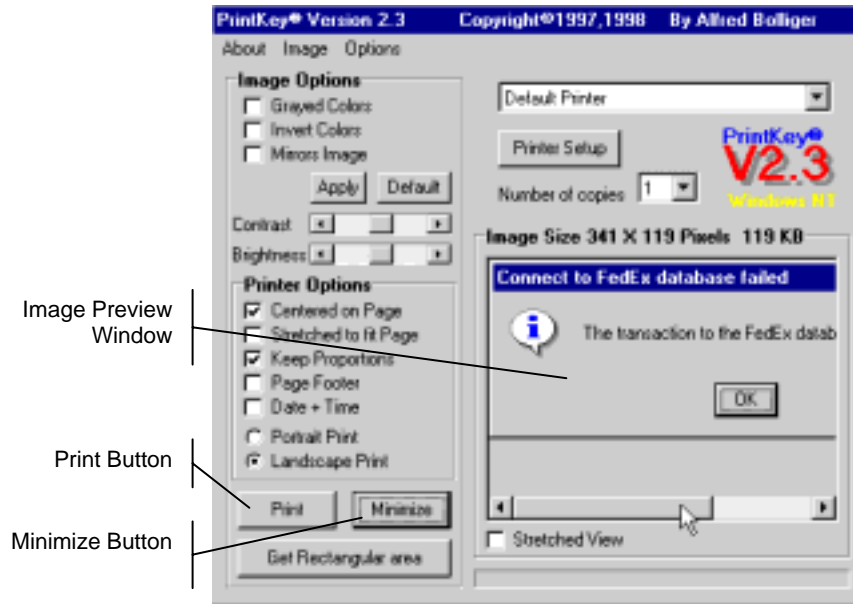 PrintKey® Version 2.3 Copyright©1997,1998 By Alfred Bolliger
About Image Options
Image Options
Grayed Colors
Invert Colors
Mirrors Image
Apply Default
Contrast
Brightness
Printer Options
Centered on Page
Stretched to fit Page
Keep Proportions
Page Footer
Date + Time
Portrait Print
Landscape Print
Print Minimize
Get Rectangular area
Default Printer
Printer Setup
PrintKey®
V2.3
Windows NT
Number of copies 1
Image Size 341 X 119 Pixels 119 KB
Connect to FedEx database failed
The transaction to the FedEx datab
OK
Stretched View
Image Preview
Window
Print Button
Minimize Button